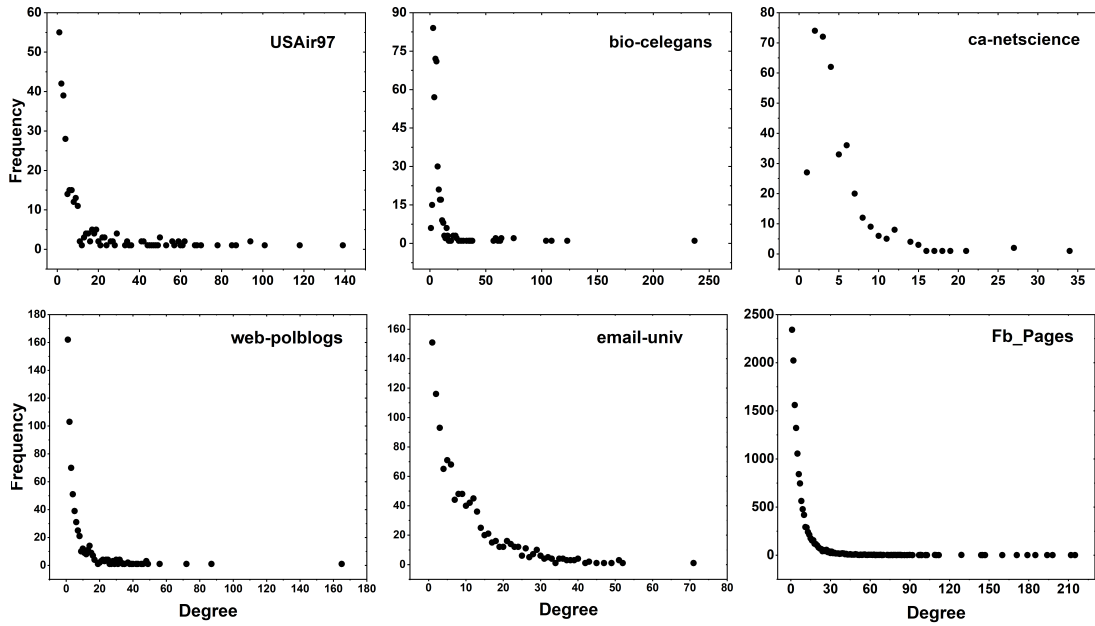 USAir97
Frequency
60
50
40
30
20
10
0
0 20 40 60 80 100 120 140
bio-celegans
90
75
60
45
30
15
0
0 50 100 150 200 250
ca-netscience
80
70
60
50
40
30
20
10
0
0 5 10 15 20 25 30 35
web-polblogs
Frequency
180
160
140
120
100
80
60
40
20
0
0 20 40 60 80 100 120 140 160 180
Degree
email-univ
160
140
120
100
80
60
40
20
0
0 10 20 30 40 50 60 70 80
Degree
Fb_Pages
2500
2000
1500
1000
500
0
0 30 60 90 120 150 180 210
Degree